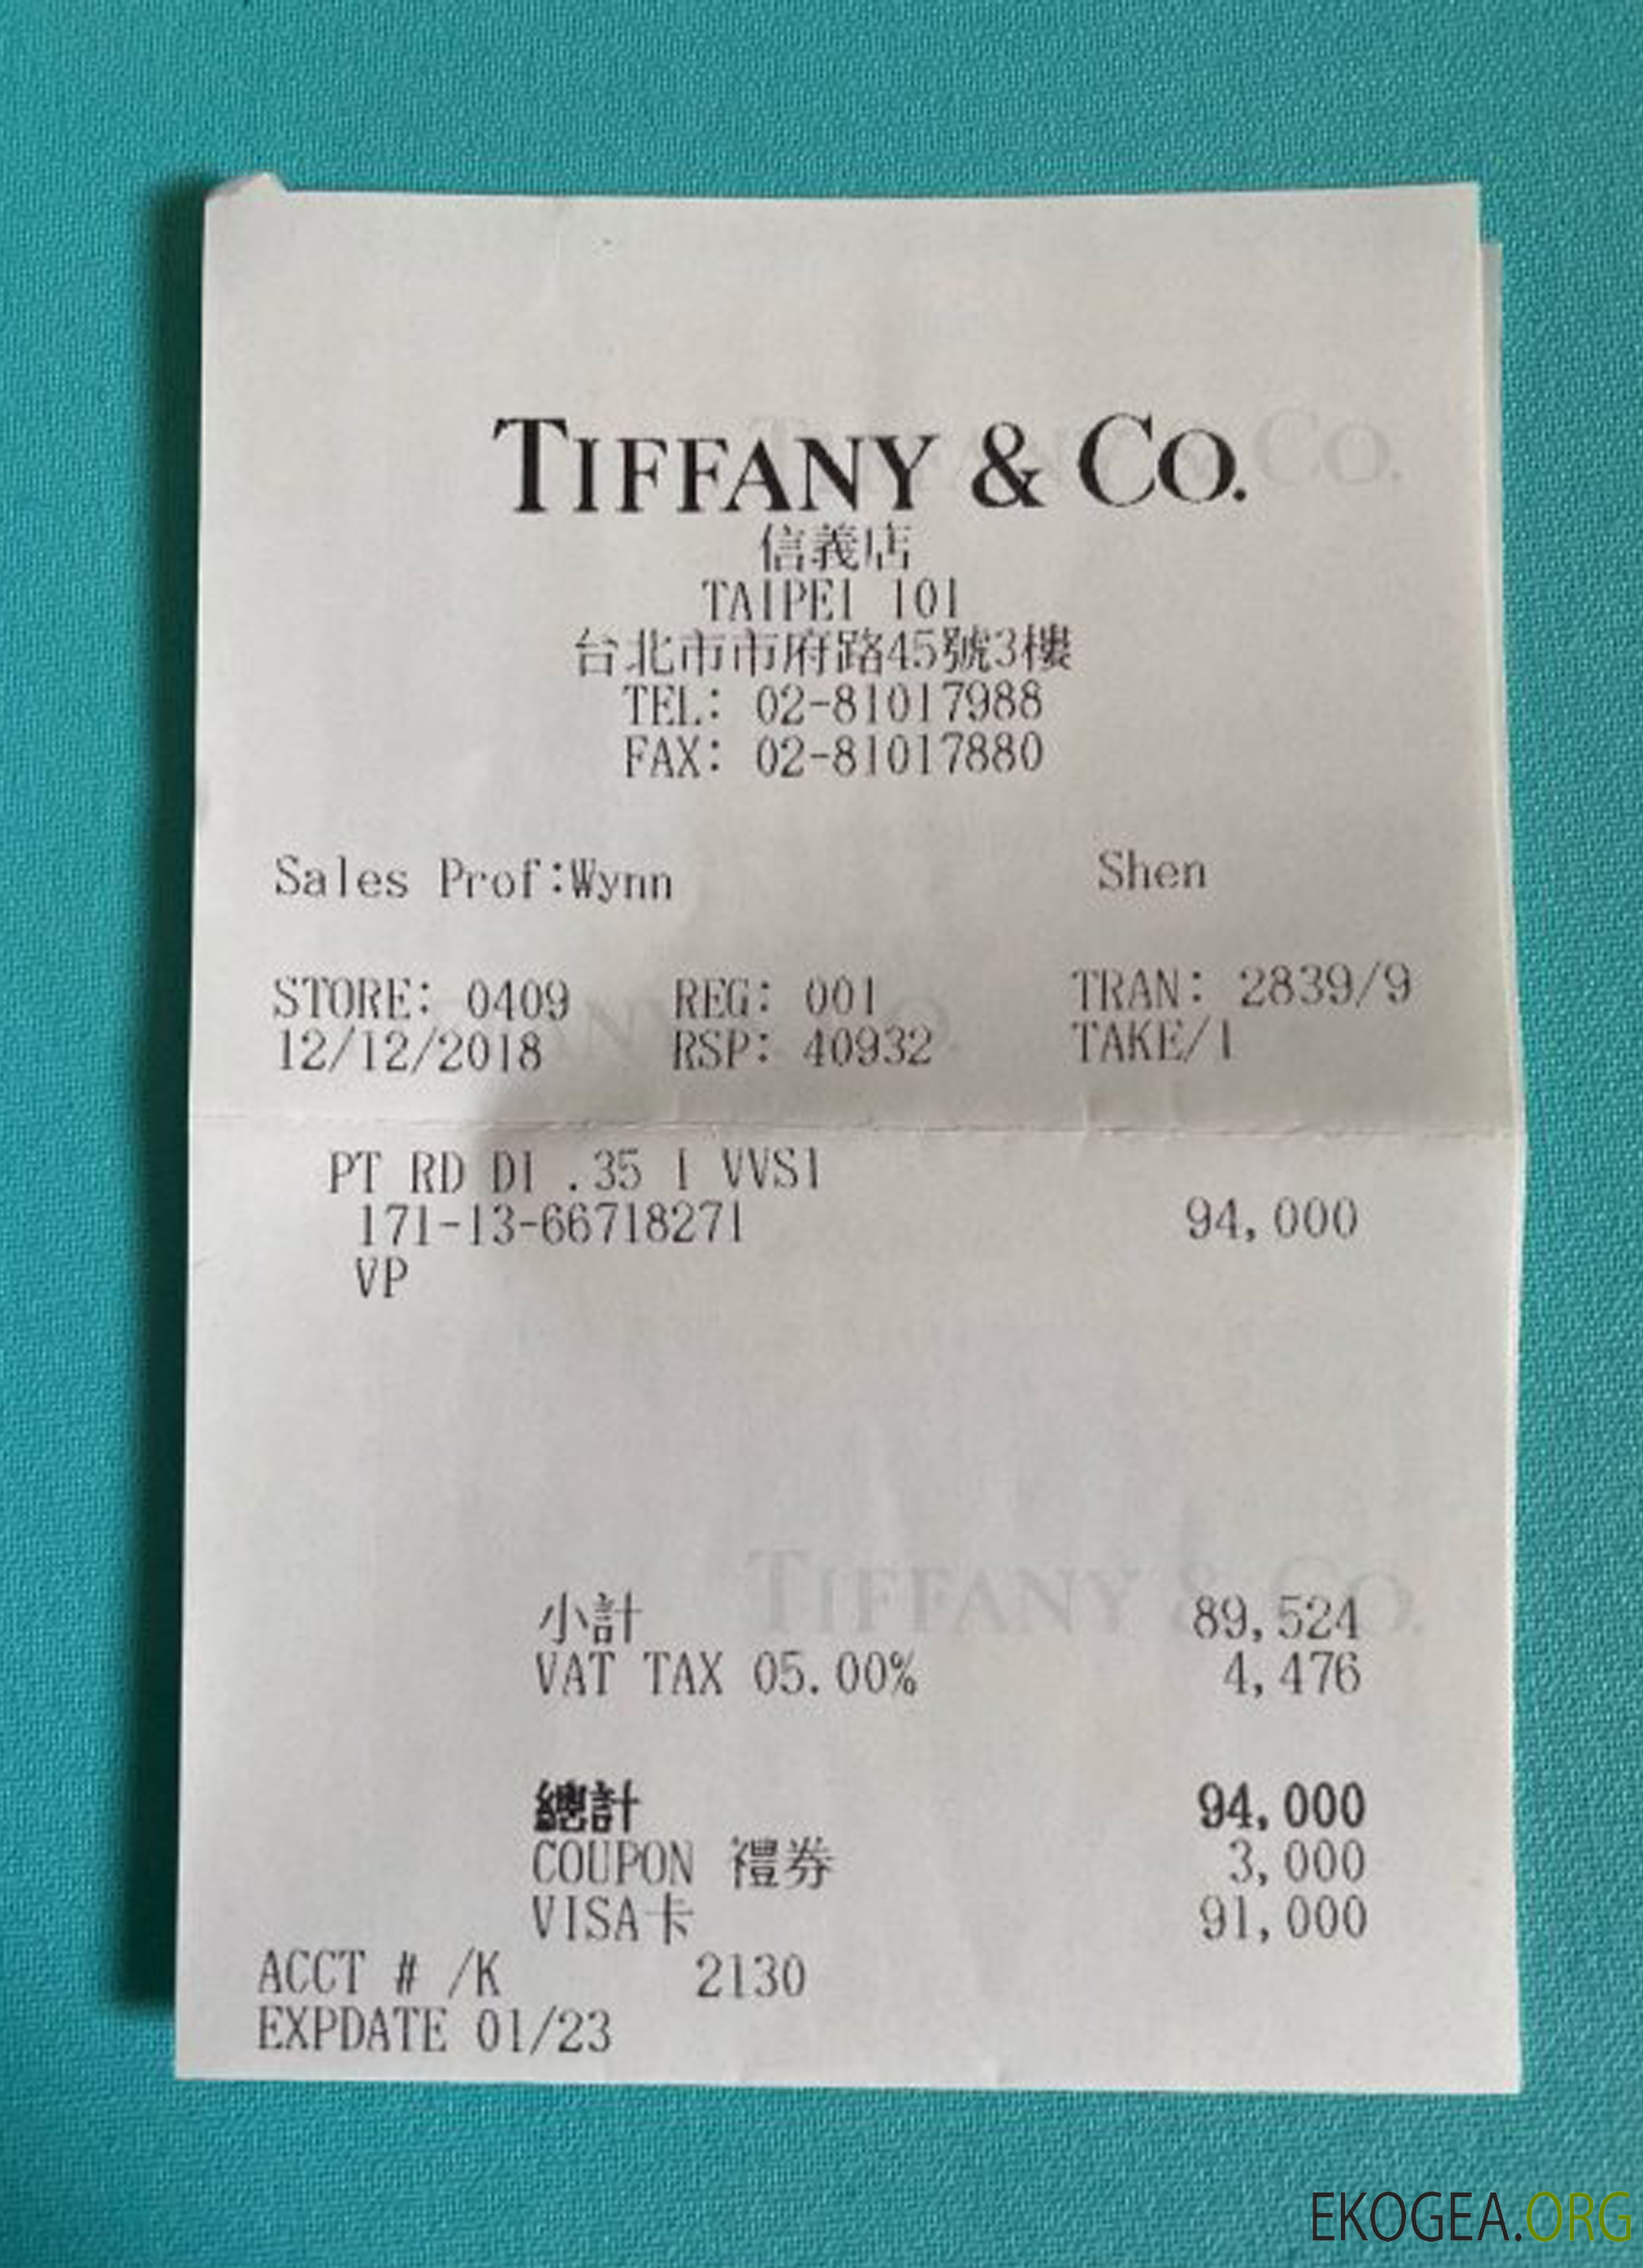 TIFFANY & CO.
信義店
TAIPEI 101
台北市市府路45號3樓
TEL: 02-81017988
FAX: 02-81017880
Sales Prof:Wynn Shen
STORE: 0409 REG: 001 TRAN: 2839/9
12/12/2018 RSP: 40932 TAKE/1
PT RD DI .35 I VVS1
171-13-66718271 94,000
VP
TIFFANY & CO.
小計 89,524
VAT TAX 05.00% 4,476
總計 94,000
COUPON 禮券 3,000
VISA卡 91,000
ACCT # /K 2130
EXPDATE 01/23
EKOGEA.ORG